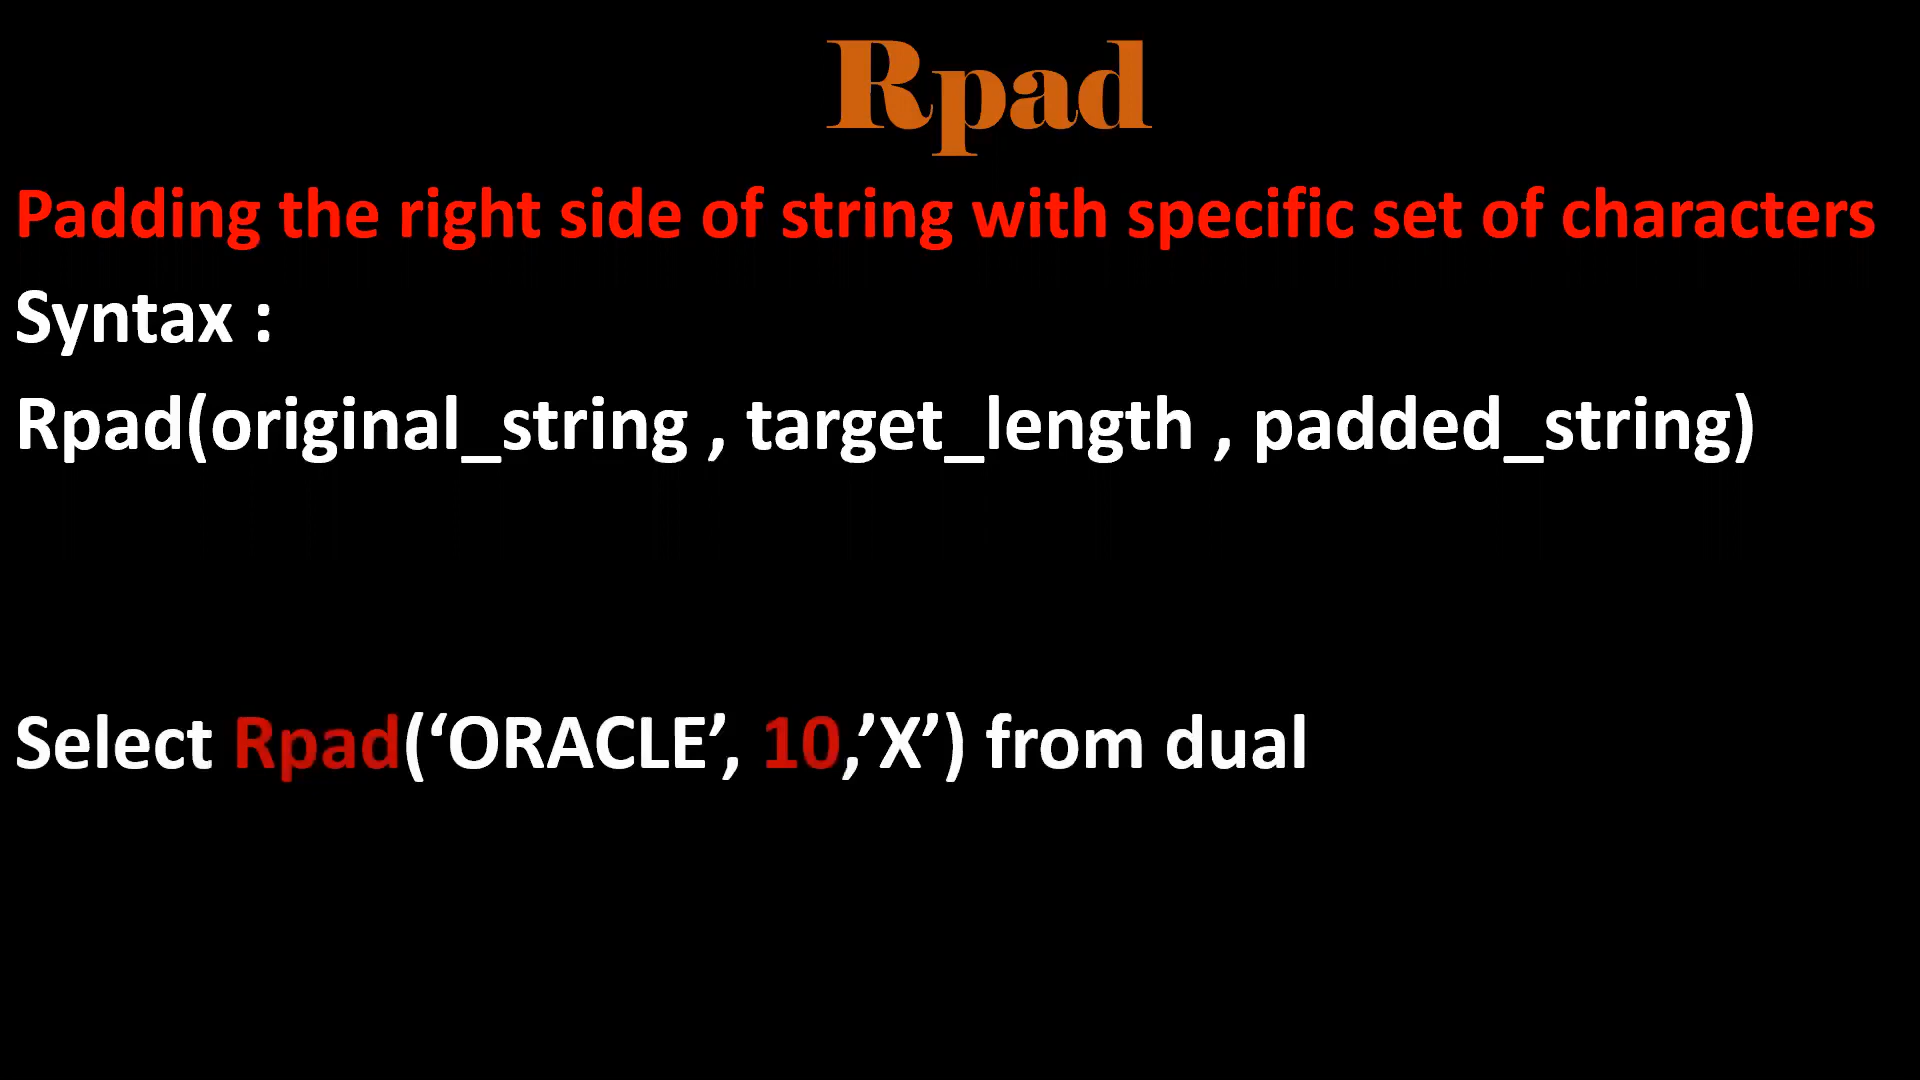 Rpad
Padding the right side of string with specific set of characters
Syntax :
Rpad(original_string , target_length , padded_string)
Select Rpad(‘ORACLE’, 10,’X’) from dual